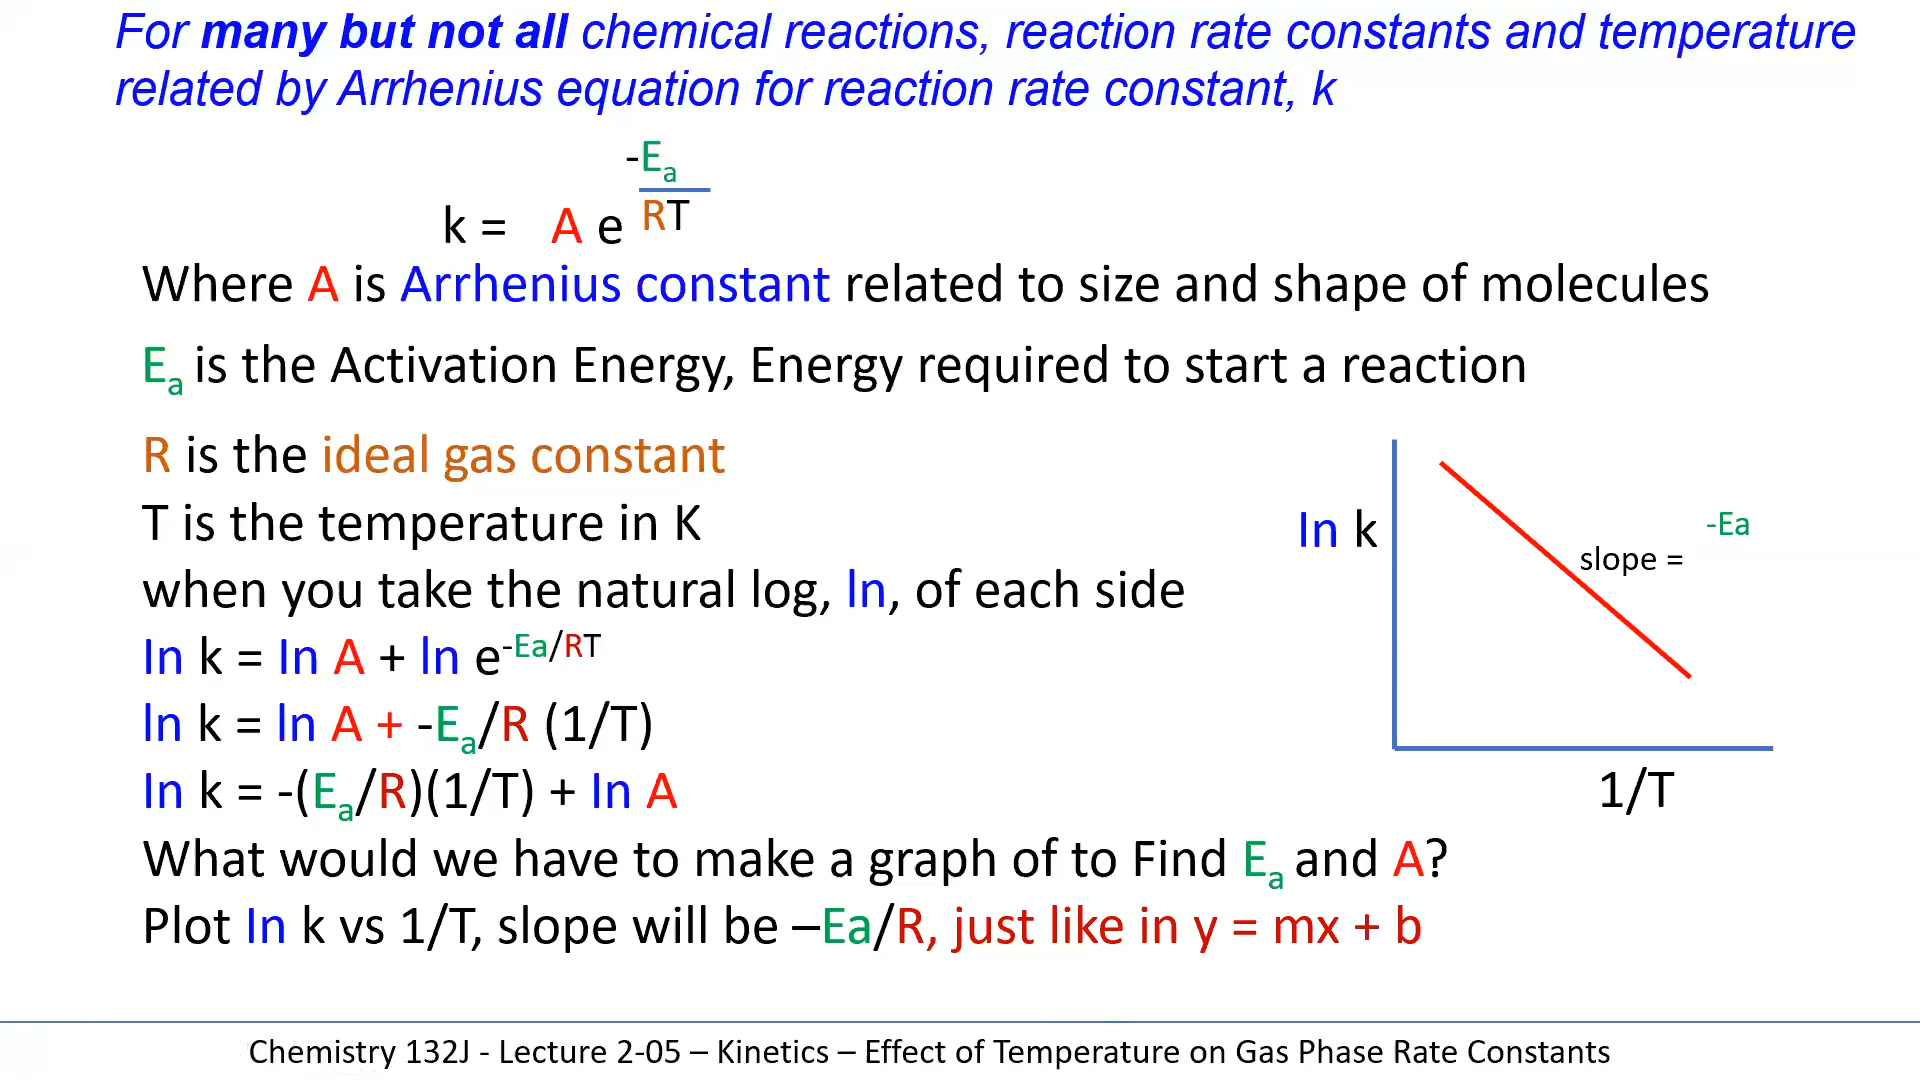 For many but not all chemical reactions, reaction rate constants and temperature
related by Arrhenius equation for reaction rate constant, k
-Ea
k = A e RT
Where A is Arrhenius constant related to size and shape of molecules
Ea is the Activation Energy, Energy required to start a reaction
R is the ideal gas constant
T is the temperature in K
when you take the natural log, ln, of each side
ln k = ln A + ln e-Ea/RT
ln k = ln A + -Ea/R (1/T)
ln k = -(Ea/R)(1/T) + ln A
What would we have to make a graph of to Find Ea and A?
Plot ln k vs 1/T, slope will be –Ea/R, just like in y = mx + b
ln k
-Ea
slope =
1/T
Chemistry 132J - Lecture 2-05 – Kinetics – Effect of Temperature on Gas Phase Rate Constants